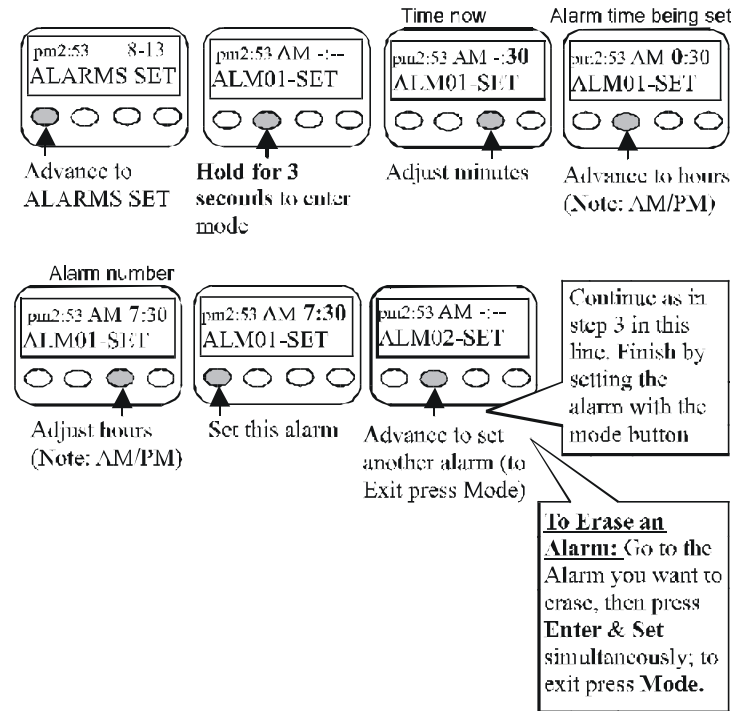 Time now
Alarm time being set
pm2:53 8-13
ALARMS SET
pm2:53 AM -:--
ALM01-SET
pm2:53 AM -:30
ALM01-SET
pm2:53 AM 0:30
ALM01-SET
Advance to
ALARMS SET
Hold for 3
seconds to enter
mode
Adjust minutes
Advance to hours
(Note: AM/PM)
Alarm number
pm2:53 AM 7:30
ALM01-SET
pm2:53 AM 7:30
ALM01-SET
pm2:53 AM -:--
ALM02-SET
Adjust hours
(Note: AM/PM)
Set this alarm
Advance to set
another alarm (to
Exit press Mode)
Continue as in
step 3 in this
line. Finish by
setting the
alarm with the
mode button
To Erase an
Alarm: Go to the
Alarm you want to
erase, then press
Enter & Set
simultaneously; to
exit press Mode.